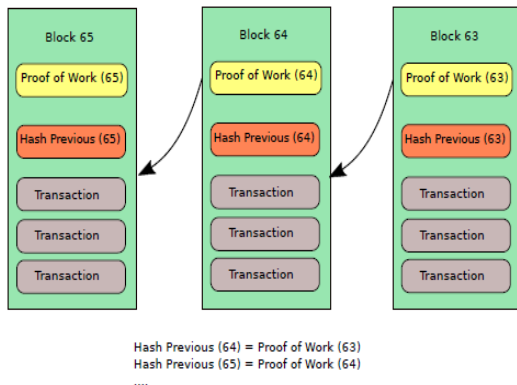 Block 65
Proof of Work (65)
Hash Previous (65)
Transaction
Transaction
Transaction
Block 64
Proof of Work (64)
Hash Previous (64)
Transaction
Transaction
Transaction
Block 63
Proof of Work (63)
Hash Previous (63)
Transaction
Transaction
Transaction
Hash Previous (64) = Proof of Work (63)
Hash Previous (65) = Proof of Work (64)
....